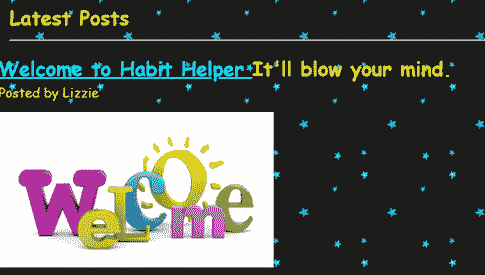 Latest Posts
Welcome to Habit Helper It'll blow your mind.
Posted by Lizzie
WeLcOme